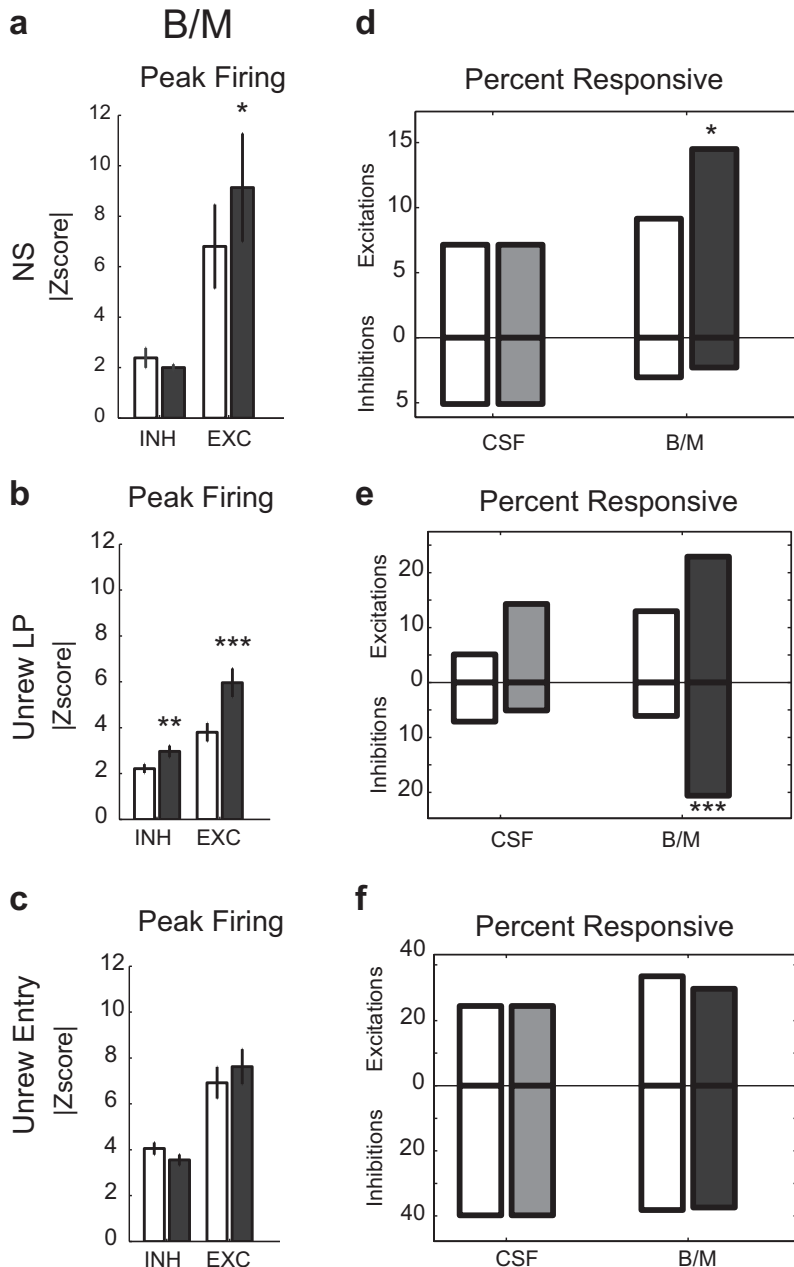 a
B/M
Peak Firing
NS
|Zscore|
12
10
8
6
4
2
0
*
INH
EXC
d
Percent Responsive
Excitations
Inhibitions
15
10
5
0
5
*
CSF
B/M
b
Peak Firing
Unrew LP
|Zscore|
12
10
8
6
4
2
0
**
***
INH
EXC
e
Percent Responsive
Excitations
Inhibitions
20
10
0
10
20
***
CSF
B/M
c
Peak Firing
Unrew Entry
|Zscore|
12
10
8
6
4
2
0
INH
EXC
f
Percent Responsive
Excitations
Inhibitions
40
20
0
20
40
CSF
B/M